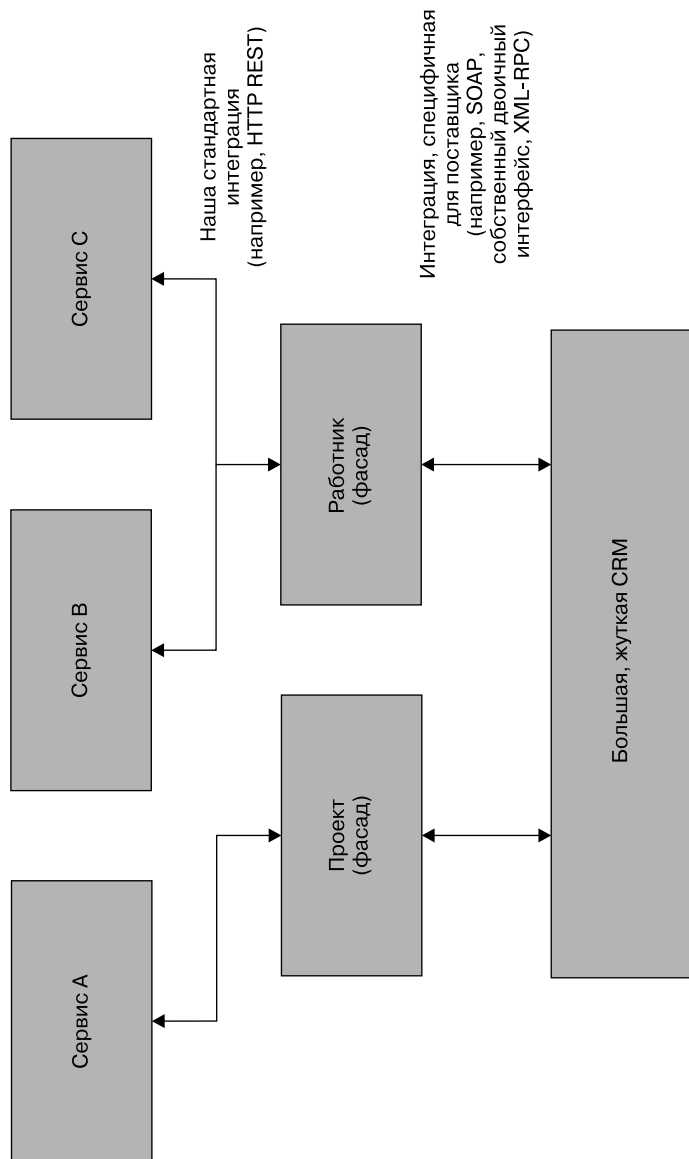 Сервис A
Сервис B
Сервис C
Наша стандартная
интеграция
(например, HTTP REST)
Проект
(фасад)
Работник
(фасад)
Интеграция, специфичная
для поставщика
(например, SOAP,
собственный двоичный
интерфейс, XML-RPC)
Большая, жуткая CRM